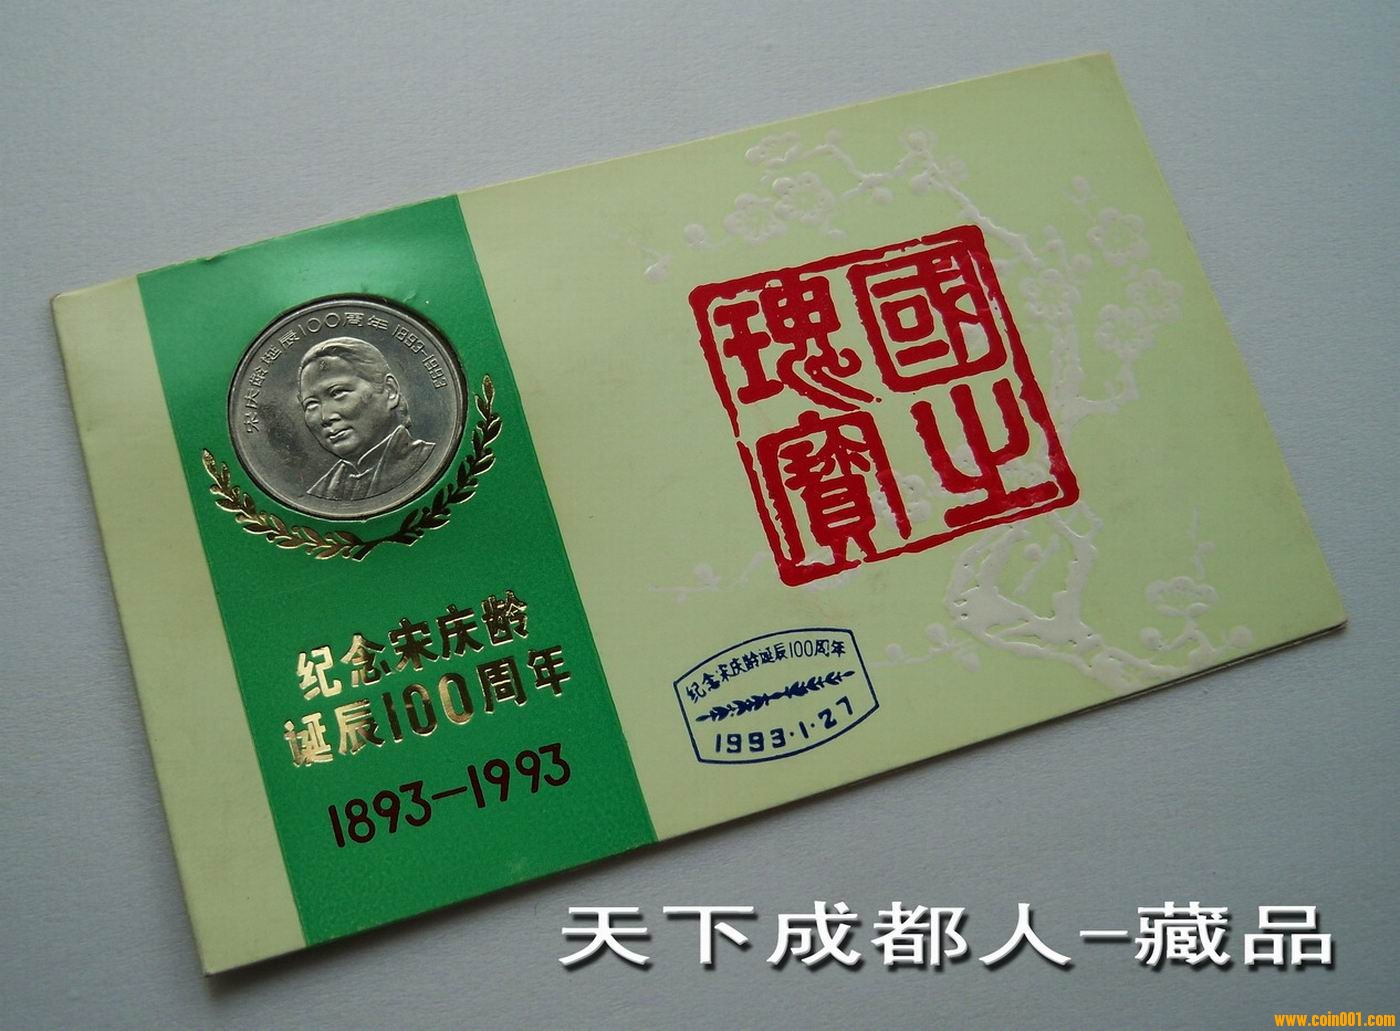 宋庆龄诞辰100周年 1893-1993
纪念宋庆龄
诞辰100周年
1893-1993
國之
瑰寶
纪念宋庆龄诞辰100周年
1993·1·27
天下成都人-藏品
www.coin001.com